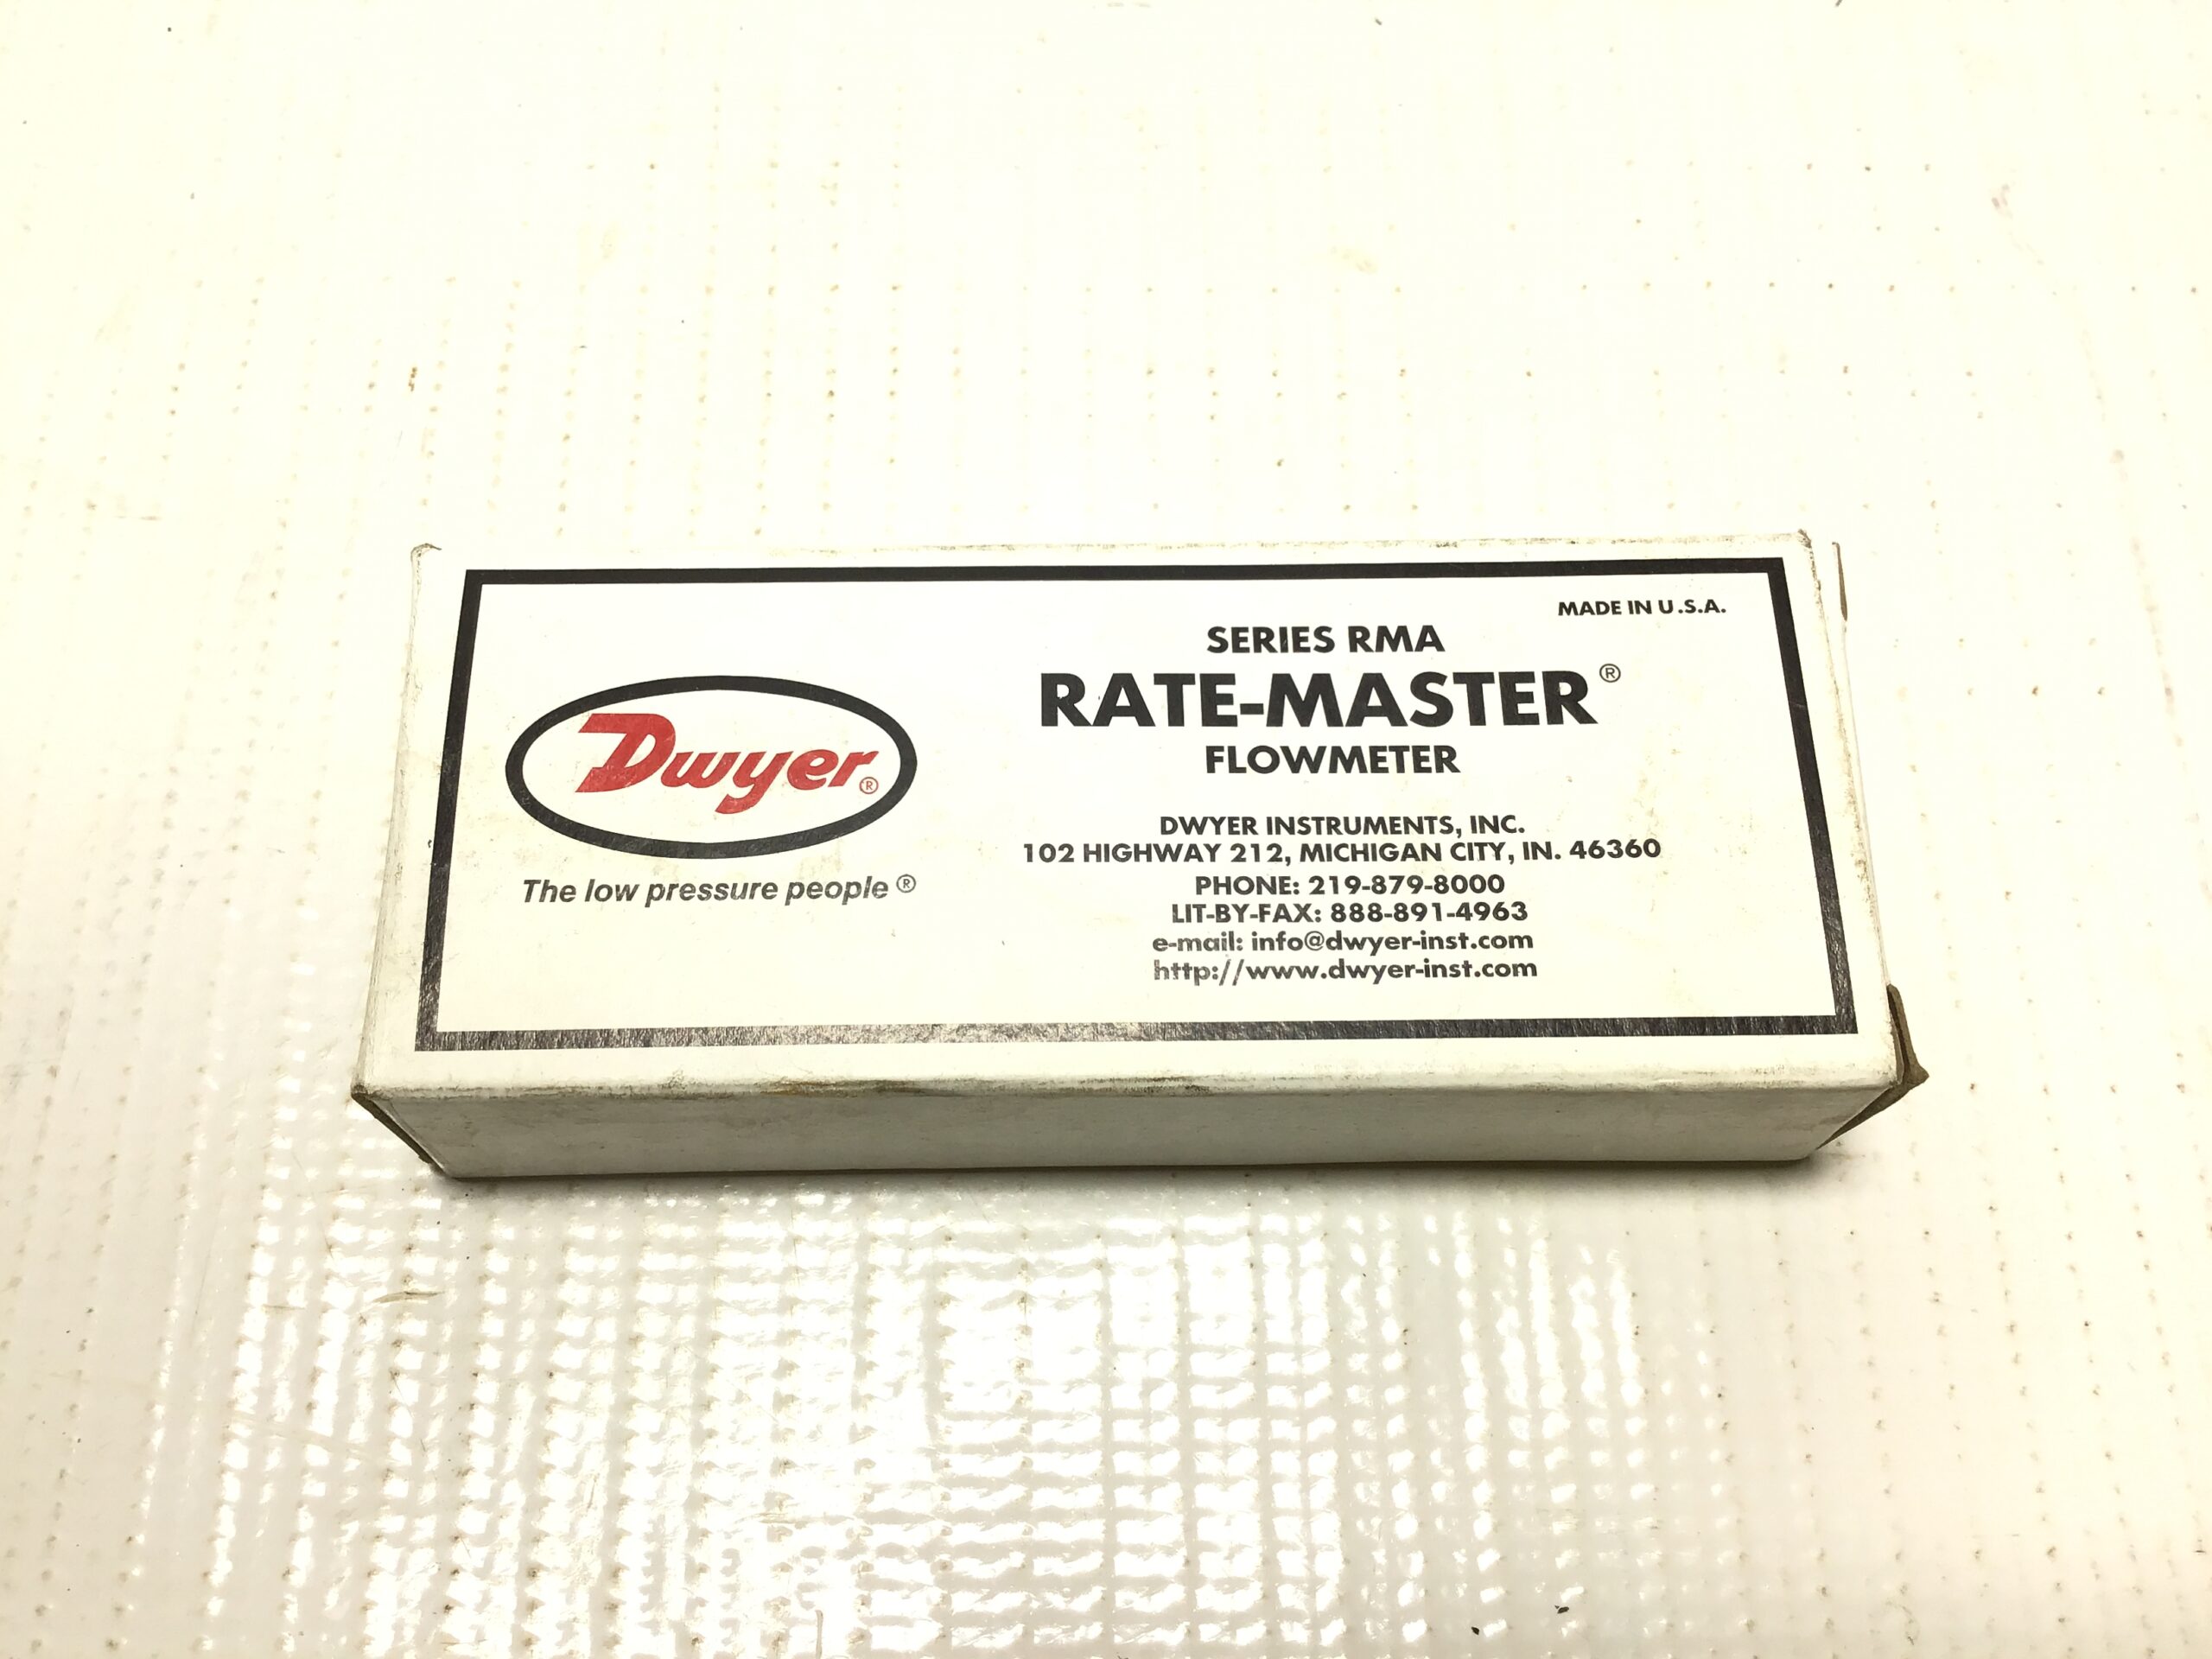 MADE IN U.S.A.
SERIES RMA
RATE-MASTER®
FLOWMETER
Dwyer®
The low pressure people®
DWYER INSTRUMENTS, INC.
102 HIGHWAY 212, MICHIGAN CITY, IN. 46360
PHONE: 219-879-8000
LIT-BY-FAX: 888-891-4963
e-mail: info@dwyer-inst.com
http://www.dwyer-inst.com